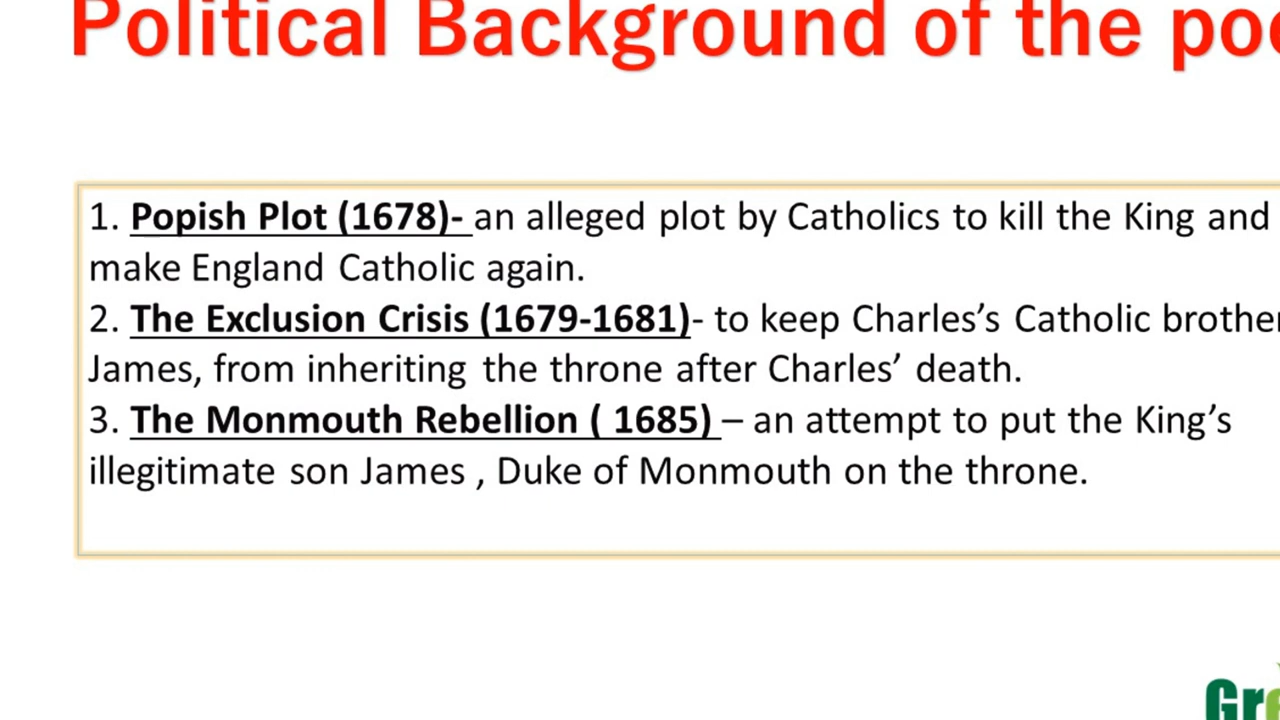 Political Background of the poe
1. Popish Plot (1678)- an alleged plot by Catholics to kill the King and
make England Catholic again.
2. The Exclusion Crisis (1679-1681)- to keep Charles’s Catholic brother
James, from inheriting the throne after Charles’ death.
3. The Monmouth Rebellion ( 1685) – an attempt to put the King’s
illegitimate son James , Duke of Monmouth on the throne.
Gre